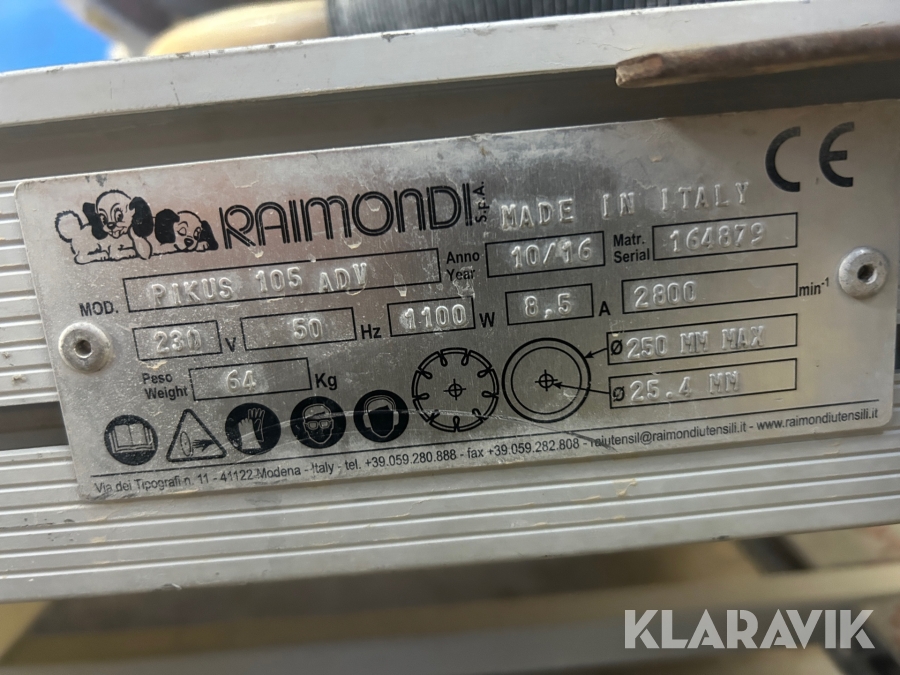 RAIMONDI S.p.A. MADE IN ITALY CE
MOD. PIKUS 105 ADV Anno Year 10/16 Matr. Serial 164879
230 V 50 Hz 1100 W 8,5 A 2800 min-1
Peso Weight 64 Kg Ø 250 MM MAX
Ø 25.4 MM
Via dei Tipografi n. 11 - 41122 Modena - Italy - tel. +39.059.280.888 - fax +39.059.282.808 - raiutensil@raimondiutensili.it - www.raimondiutensili.it
KLARAVIK